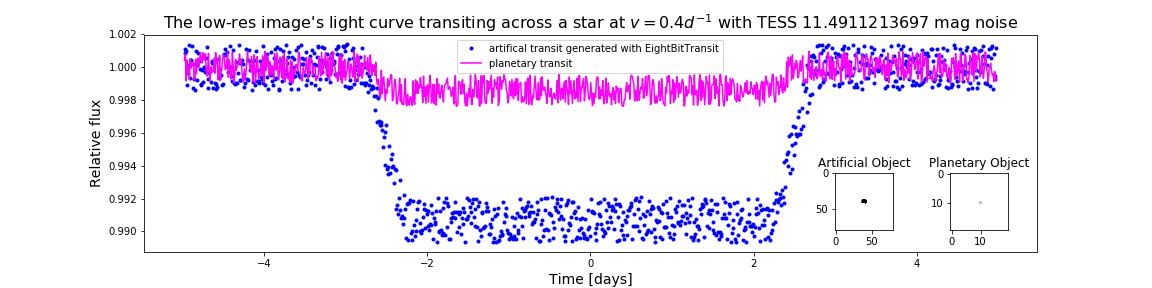 The low-res image's light curve transiting across a star at v = 0.4d⁻¹ with TESS 11.4911213697 mag noise
artifical transit generated with EightBitTransit
planetary transit
Relative flux
1.002
1.000
0.998
0.996
0.994
0.992
0.990
Artificial Object
0
50
0
50
Planetary Object
0
10
0
10
−4
−2
0
2
4
Time [days]